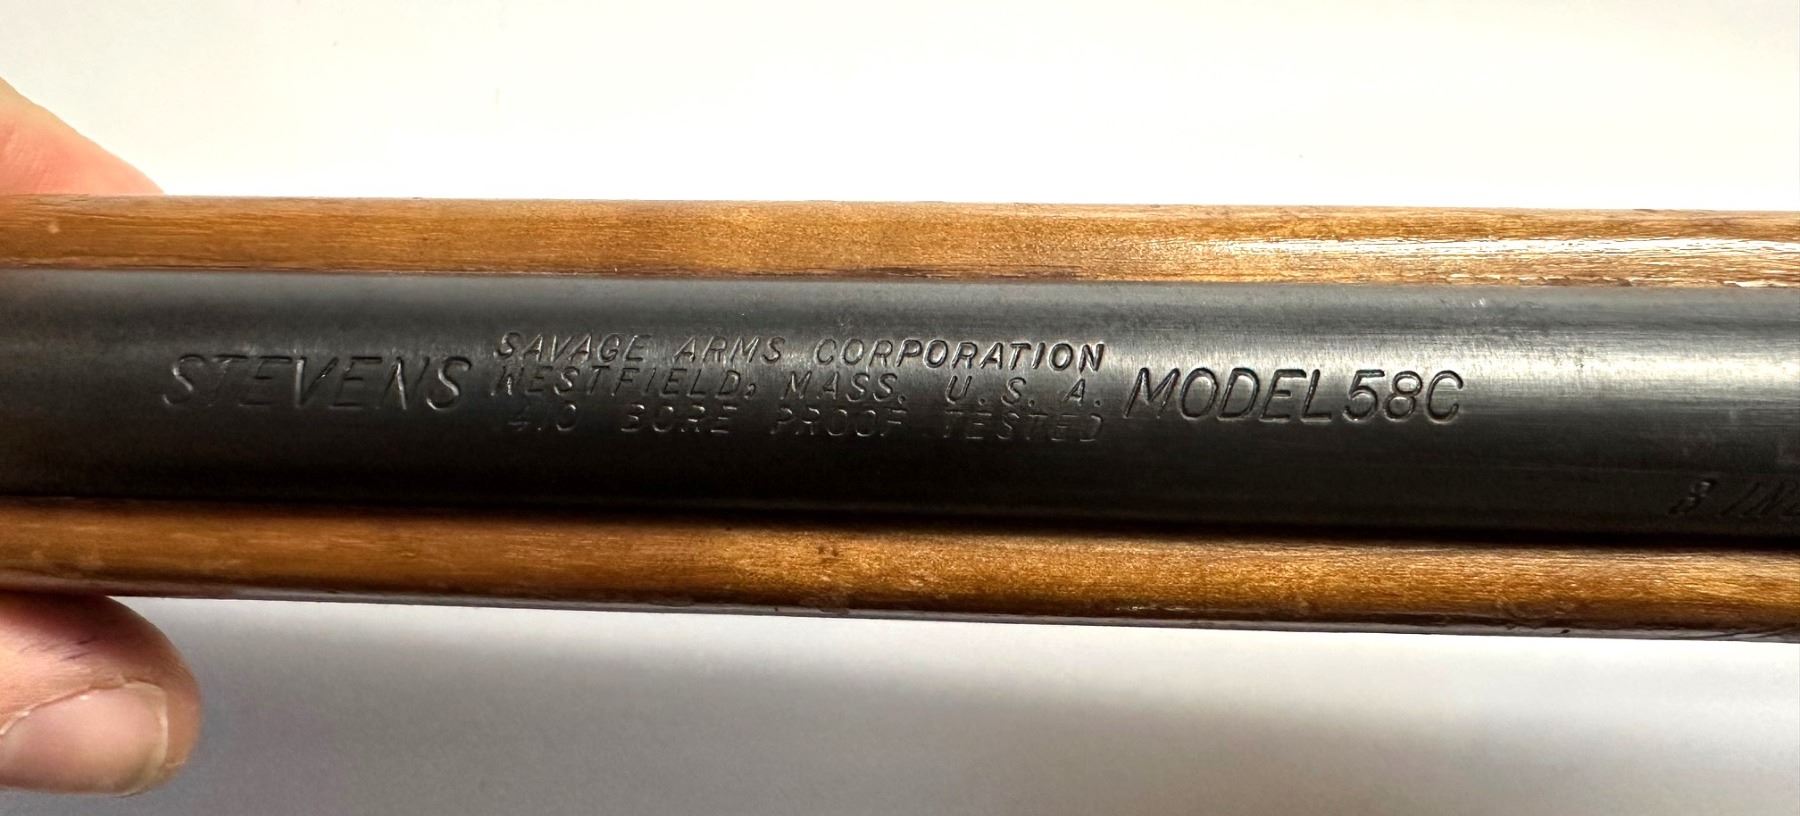 STEVENS
SAVAGE ARMS CORPORATION
WESTFIELD, MASS. U. S. A.
410 BORE PROOF TESTED
MODEL 58C